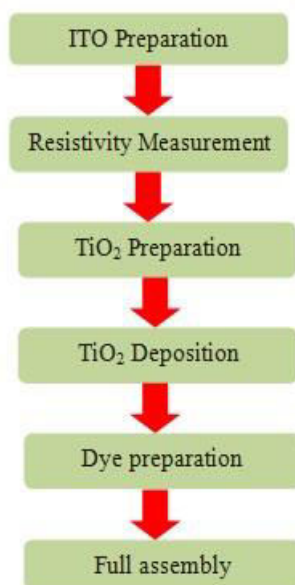 ITO Preparation
Resistivity Measurement
TiO₂ Preparation
TiO₂ Deposition
Dye preparation
Full assembly